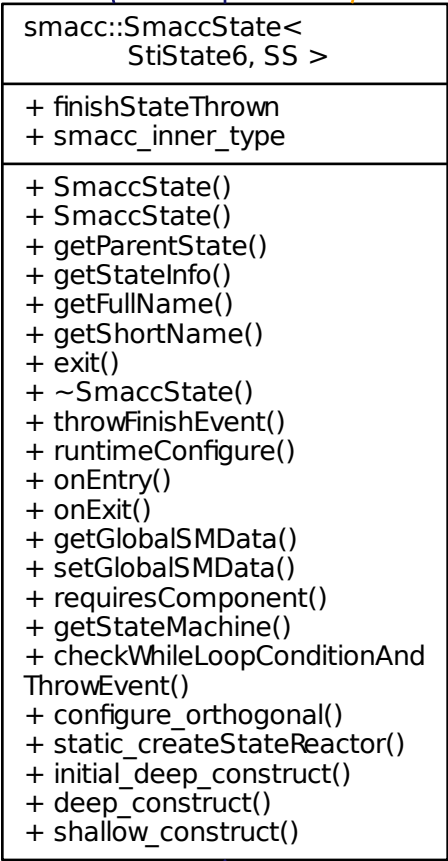 smacc::SmaccState<
StiState6, SS >
+ finishStateThrown
+ smacc_inner_type
+ SmaccState()
+ SmaccState()
+ getParentState()
+ getStateInfo()
+ getFullName()
+ getShortName()
+ exit()
+ ~SmaccState()
+ throwFinishEvent()
+ runtimeConfigure()
+ onEntry()
+ onExit()
+ getGlobalSMData()
+ setGlobalSMData()
+ requiresComponent()
+ getStateMachine()
+ checkWhileLoopConditionAnd
ThrowEvent()
+ configure_orthogonal()
+ static_createStateReactor()
+ initial_deep_construct()
+ deep_construct()
+ shallow_construct()